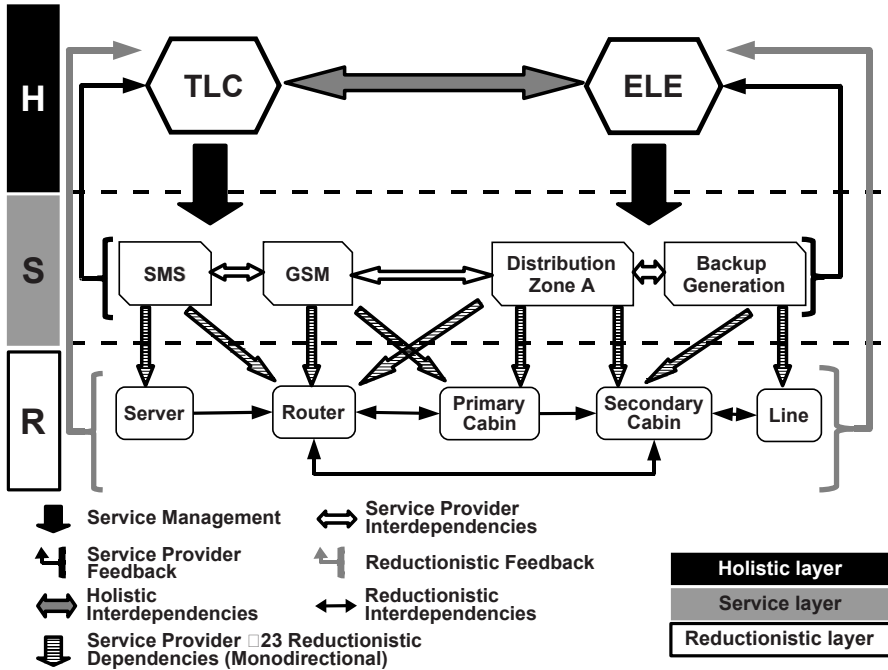 H
TLC
ELE
S
SMS
GSM
Distribution
Zone A
Backup
Generation
R
Server
Router
Primary
Cabin
Secondary
Cabin
Line
Service Management
Service Provider
Interdependencies
Service Provider
Feedback
Reductionistic Feedback
Holistic
Interdependencies
Reductionistic
Interdependencies
Service Provider □23 Reductionistic
Dependencies (Monodirectional)
Holistic layer
Service layer
Reductionistic layer